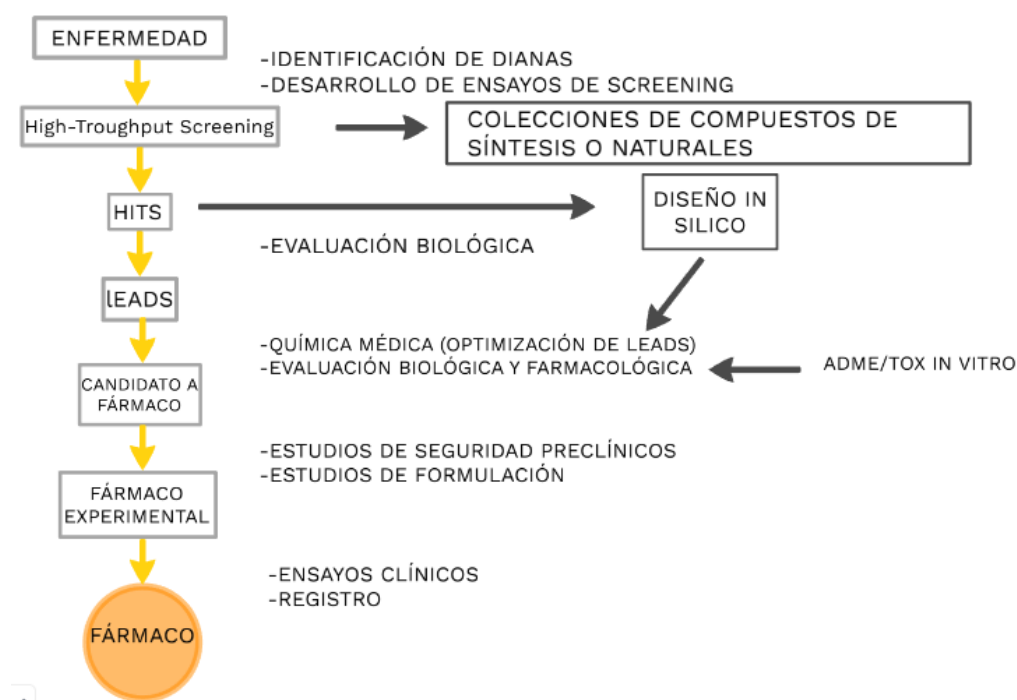 ENFERMEDAD
-IDENTIFICACIÓN DE DIANAS
-DESARROLLO DE ENSAYOS DE SCREENING
High-Troughput Screening
COLECCIONES DE COMPUESTOS DE
SÍNTESIS O NATURALES
HITS
DISEÑO IN
SILICO
-EVALUACIÓN BIOLÓGICA
lEADS
-QUÍMICA MÉDICA (OPTIMIZACIÓN DE LEADS)
-EVALUACIÓN BIOLÓGICA Y FARMACOLÓGICA
ADME/TOX IN VITRO
CANDIDATO A
FÁRMACO
-ESTUDIOS DE SEGURIDAD PRECLÍNICOS
-ESTUDIOS DE FORMULACIÓN
FÁRMACO
EXPERIMENTAL
-ENSAYOS CLÍNICOS
-REGISTRO
FÁRMACO